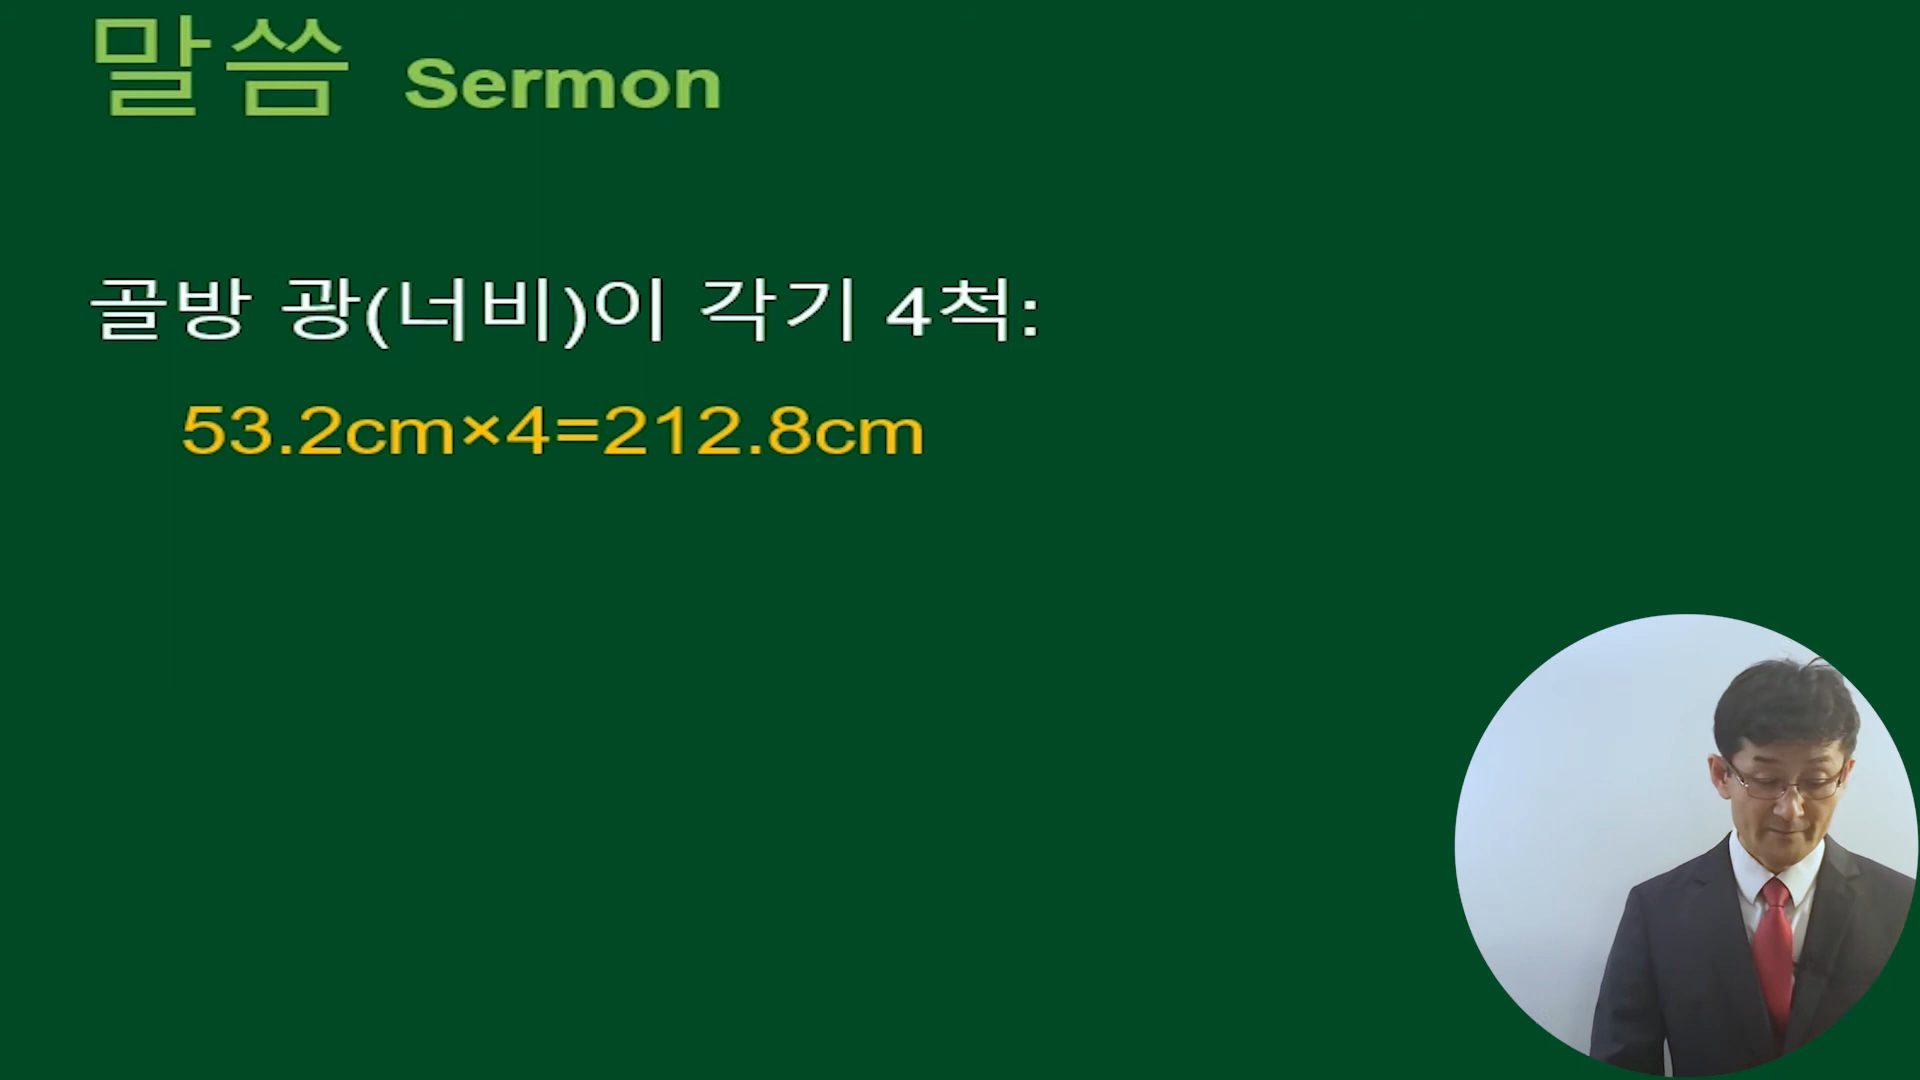 말씀 Sermon
골방 광(너비)이 각기 4척:
53.2cm×4=212.8cm